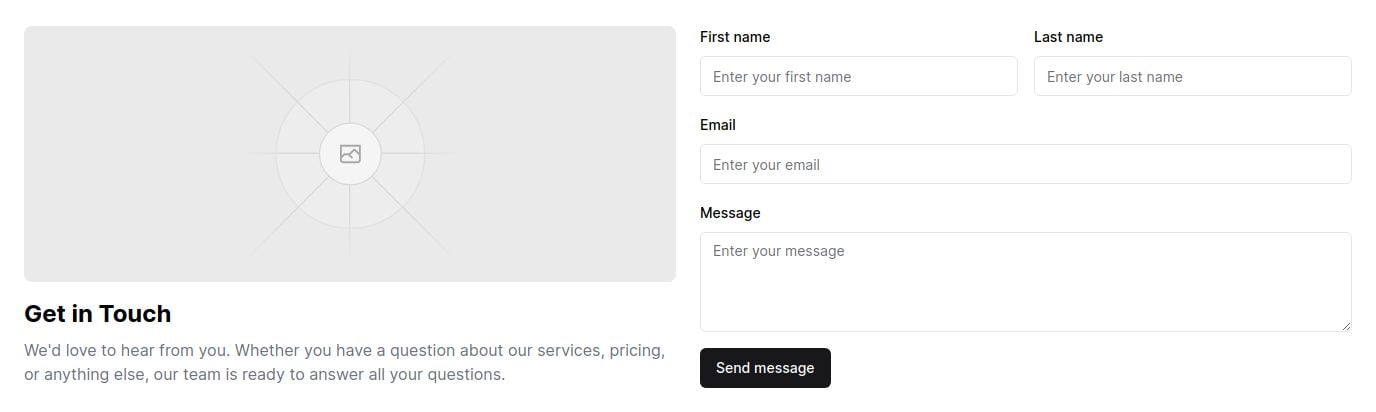 Get in Touch
We'd love to hear from you. Whether you have a question about our services, pricing,
or anything else, our team is ready to answer all your questions.
First name
Enter your first name
Last name
Enter your last name
Email
Enter your email
Message
Enter your message
Send message